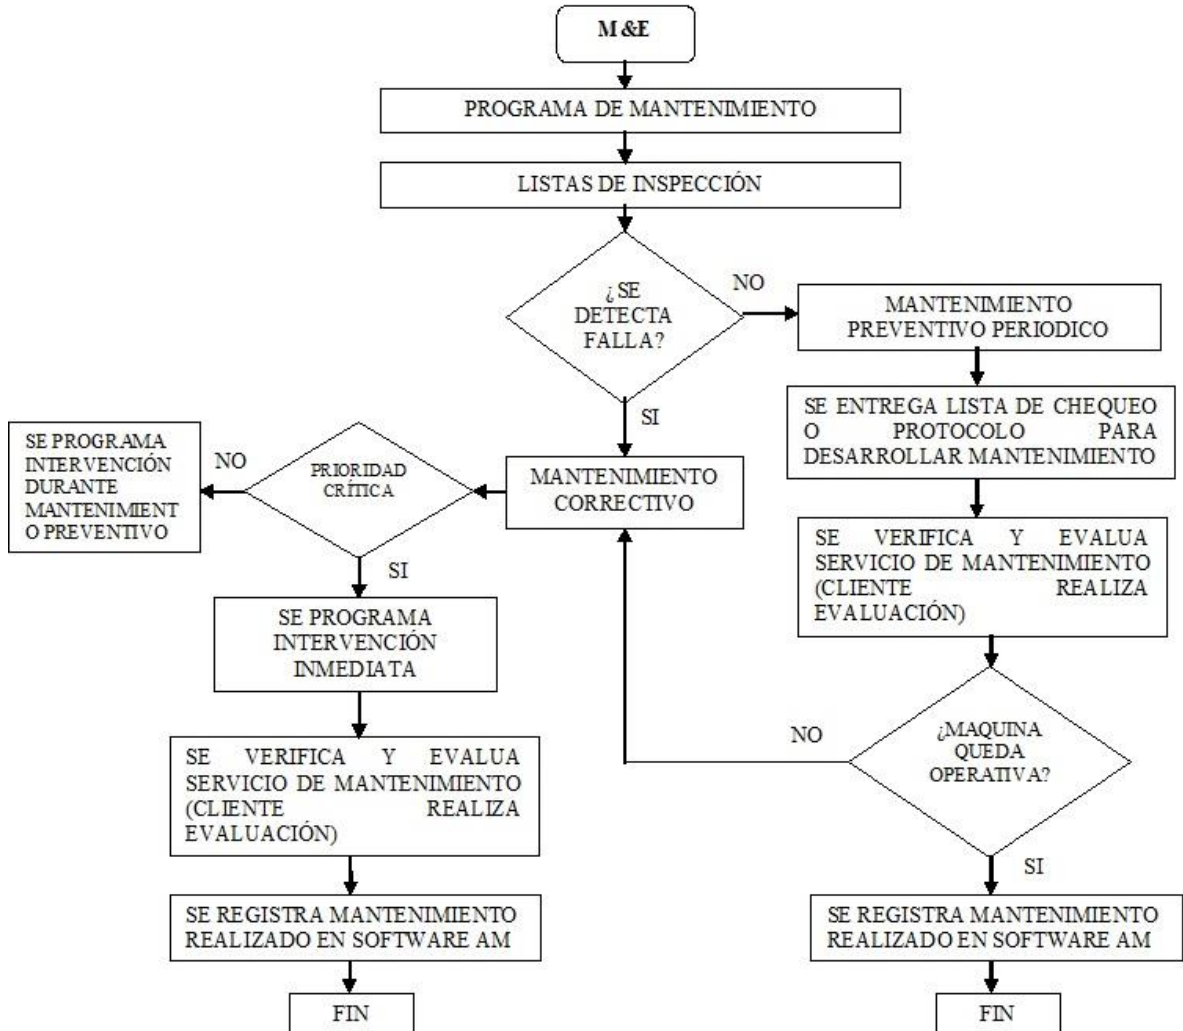 M &E
PROGRAMA DE MANTENIMIENTO
LISTAS DE INSPECCIÓN
¿SE
DETECTA
FALLA?
NO
MANTENIMIENTO
PREVENTIVO PERIODICO
SE ENTREGA LISTA DE CHEQUEO
O PROTOCOLO PARA
DESARROLLAR MANTENIMIENTO
SE VERIFICA Y EVALUA
SERVICIO DE MANTENIMIENTO
(CLIENTE REALIZA
EVALUACIÓN)
¿MAQUINA
QUEDA
OPERATIVA?
NO
SI
SE REGISTRA MANTENIMIENTO
REALIZADO EN SOFTWARE AM
FIN
SI
MANTENIMIENTO
CORRECTIVO
PRIORIDAD
CRÍTICA
NO
SE PROGRAMA
INTERVENCIÓN
DURANTE
MANTENIMIENT
O PREVENTIVO
SI
SE PROGRAMA
INTERVENCIÓN
INMEDIATA
SE VERIFICA Y EVALUA
SERVICIO DE MANTENIMIENTO
(CLIENTE REALIZA
EVALUACIÓN)
SE REGISTRA MANTENIMIENTO
REALIZADO EN SOFTWARE AM
FIN